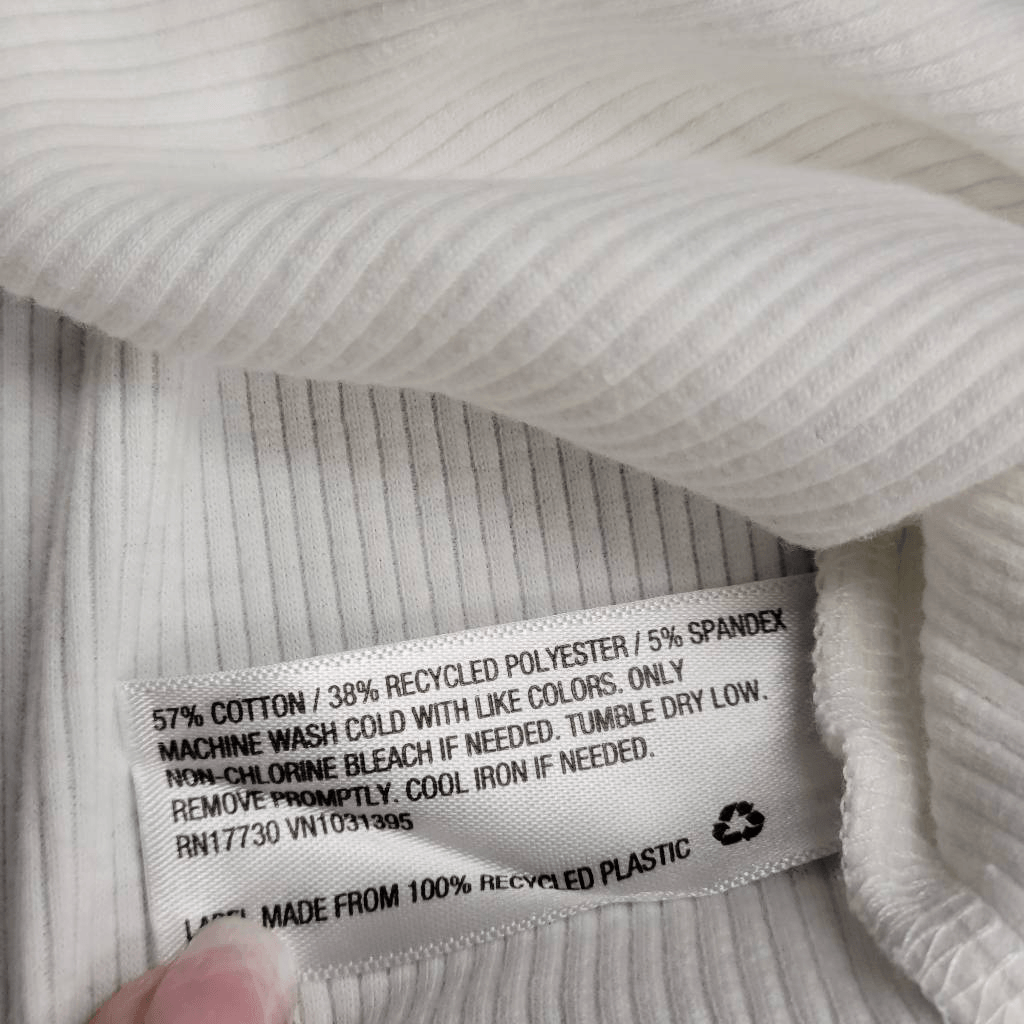 57% COTTON / 38% RECYCLED POLYESTER / 5% SPANDEX
MACHINE WASH COLD WITH LIKE COLORS. ONLY
NON-CHLORINE BLEACH IF NEEDED. TUMBLE DRY LOW.
REMOVE PROMPTLY. COOL IRON IF NEEDED.
RN17730 VN1031395
LABEL MADE FROM 100% RECYCLED PLASTIC